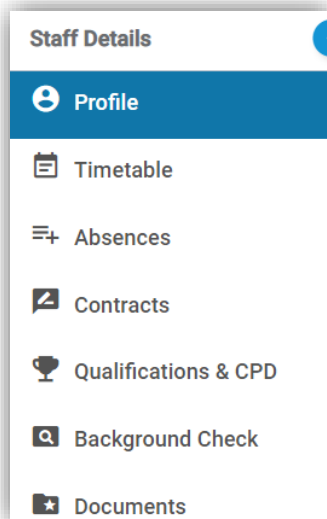 Staff Details
Profile
Timetable
Absences
Contracts
Qualifications & CPD
Background Check
Documents